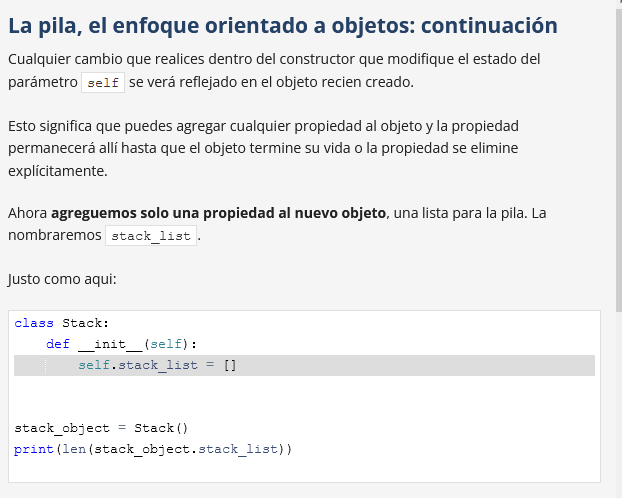 La pila, el enfoque orientado a objetos: continuación
Cualquier cambio que realices dentro del constructor que modifique el estado del
parámetro self se verá reflejado en el objeto recien creado.
Esto significa que puedes agregar cualquier propiedad al objeto y la propiedad
permanecerá allí hasta que el objeto termine su vida o la propiedad se elimine
explícitamente.
Ahora agreguemos solo una propiedad al nuevo objeto, una lista para la pila. La
nombraremos stack_list .
Justo como aqui:
class Stack:
    def __init__(self):
        self.stack_list = []
stack_object = Stack()
print(len(stack_object.stack_list))